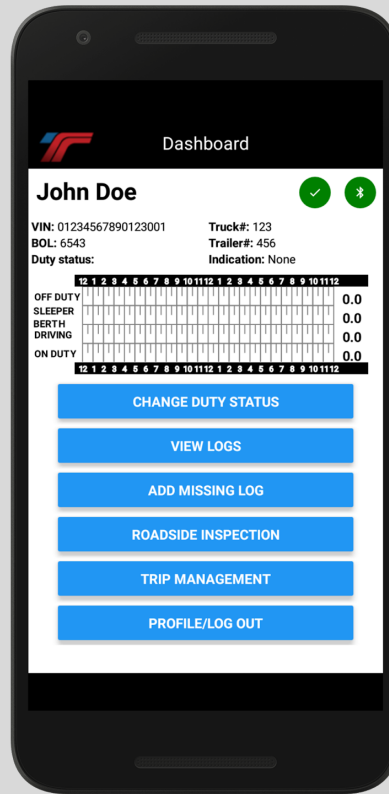 Dashboard
John Doe
VIN: 01234567890123001 Truck#: 123
BOL: 6543 Trailer#: 456
Duty status: Indication: None
12 1 2 3 4 5 6 7 8 9 10 11 12 1 2 3 4 5 6 7 8 9 10 11 12
OFF DUTY 0.0
SLEEPER BERTH 0.0
DRIVING 0.0
ON DUTY 0.0
12 1 2 3 4 5 6 7 8 9 10 11 12 1 2 3 4 5 6 7 8 9 10 11 12
CHANGE DUTY STATUS
VIEW LOGS
ADD MISSING LOG
ROADSIDE INSPECTION
TRIP MANAGEMENT
PROFILE/LOG OUT